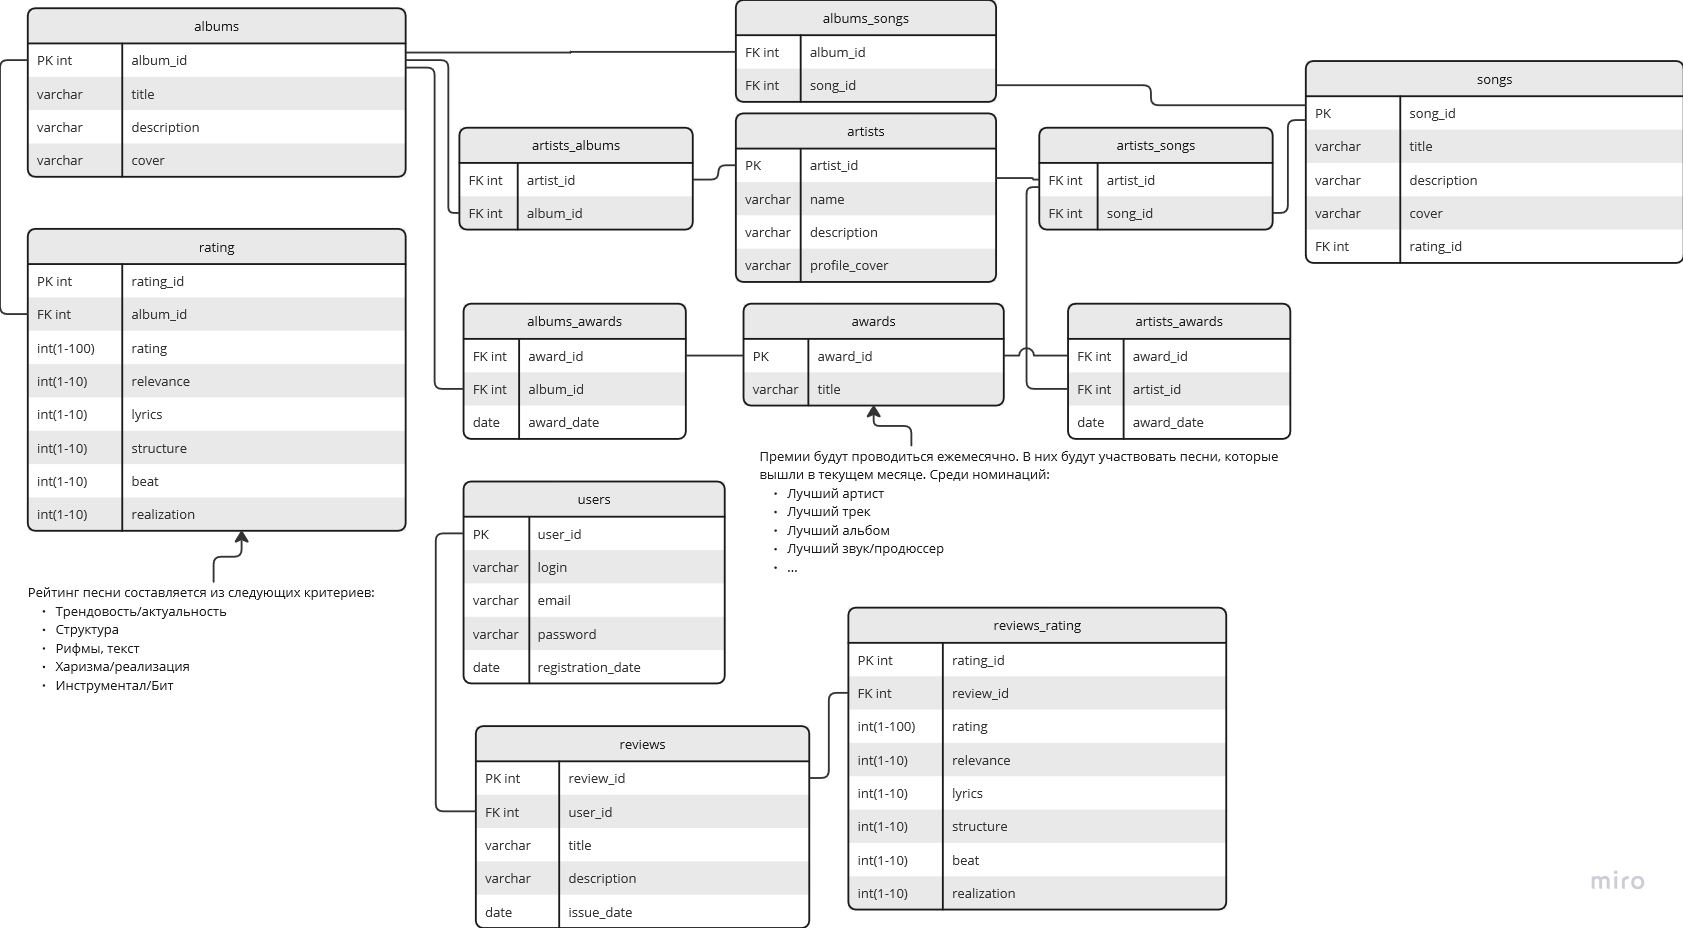 albums
PK int album_id
varchar title
varchar description
varchar cover
rating
PK int rating_id
FK int album_id
int(1-100) rating
int(1-10) relevance
int(1-10) lyrics
int(1-10) structure
int(1-10) beat
int(1-10) realization
Рейтинг песни составляется из следующих критериев:
· Трендовость/актуальность
· Структура
· Рифмы, текст
· Харизма/реализация
· Инструментал/Бит
artists_albums
FK int artist_id
FK int album_id
albums_songs
FK int album_id
FK int song_id
artists
PK artist_id
varchar name
varchar description
varchar profile_cover
artists_songs
FK int artist_id
FK int song_id
songs
PK song_id
varchar title
varchar description
varchar cover
FK int rating_id
albums_awards
FK int award_id
FK int album_id
date award_date
awards
PK award_id
varchar title
artists_awards
FK int award_id
FK int artist_id
date award_date
Премии будут проводиться ежемесячно. В них будут участвовать песни, которые
вышли в текущем месяце. Среди номинаций:
· Лучший артист
· Лучший трек
· Лучший альбом
· Лучший звук/продюссер
· ...
users
PK user_id
varchar login
varchar email
varchar password
date registration_date
reviews
PK int review_id
FK int user_id
varchar title
varchar description
date issue_date
reviews_rating
PK int rating_id
FK int review_id
int(1-100) rating
int(1-10) relevance
int(1-10) lyrics
int(1-10) structure
int(1-10) beat
int(1-10) realization
miro